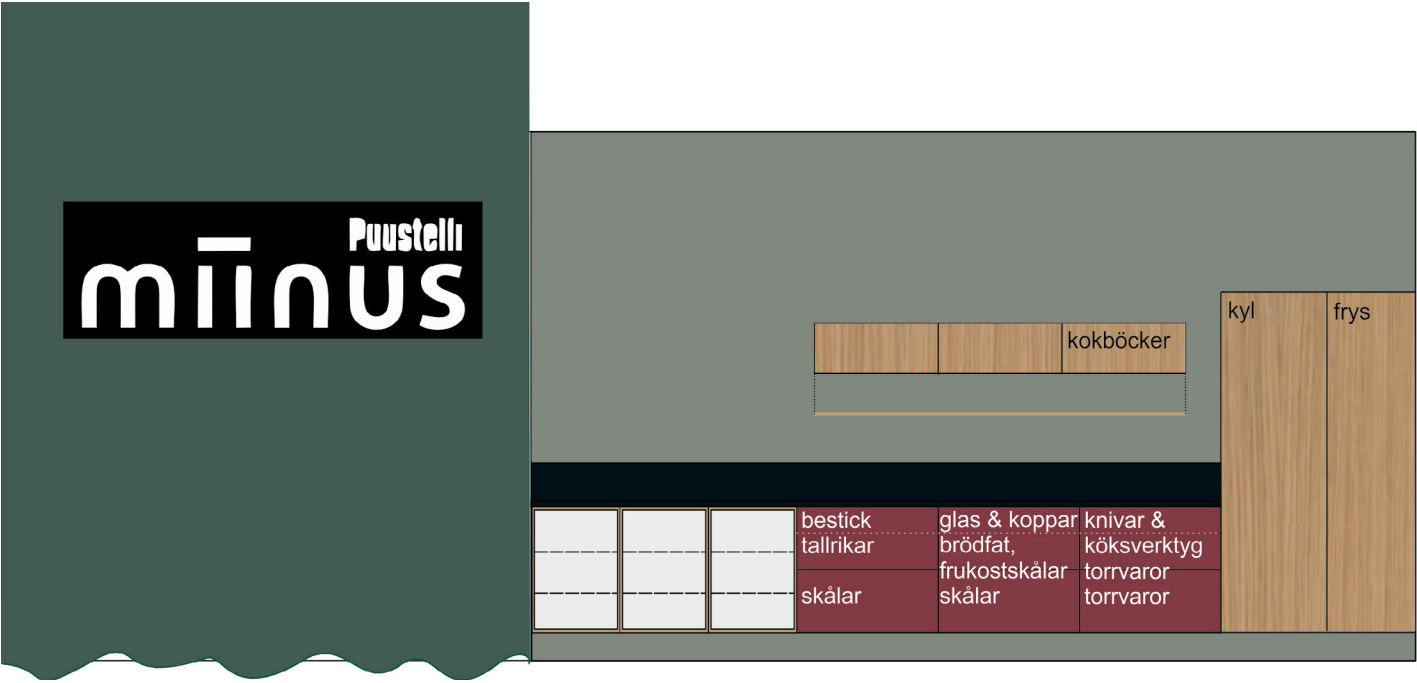 Puustelli
miinus
kyl
frys
kokböcker
bestick
tallrikar
skålar
glas & koppar
brödfat,
frukostskålar
skålar
knivar &
köksverktyg
torrvaror
torrvaror